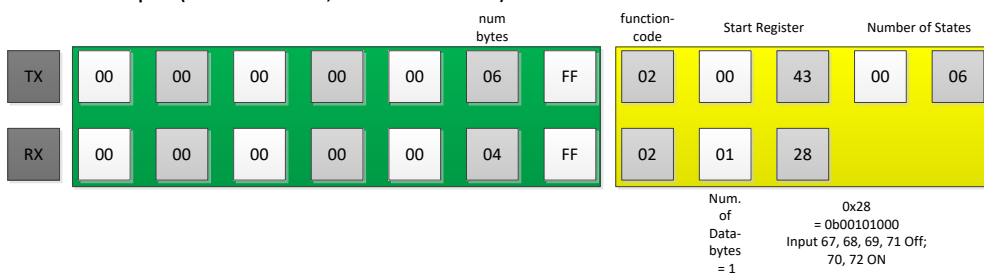 num
bytes
function-
code
Start Register
Number of States
TX 00 00 00 00 00 06 FF 02 00 43 00 06
RX 00 00 00 00 00 04 FF 02 01 28
Num.
of
Data-
bytes
= 1
0x28
= 0b00101000
Input 67, 68, 69, 71 Off;
70, 72 ON